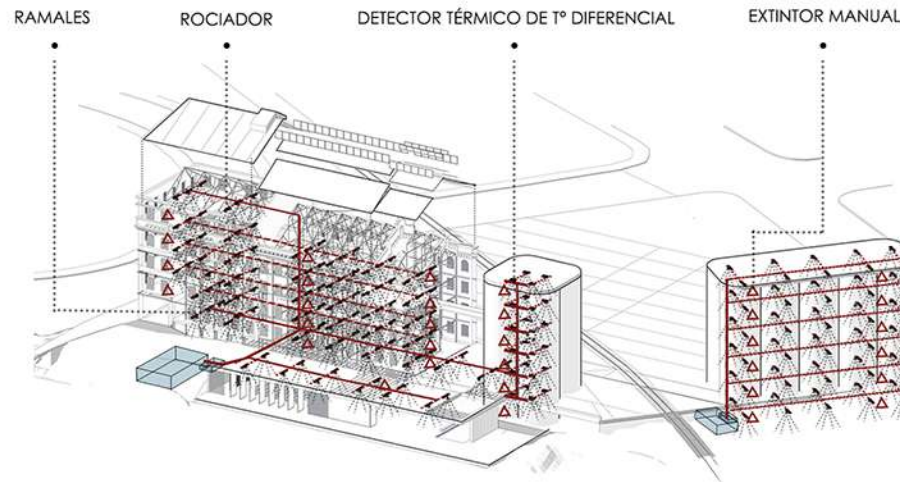 RAMALES
ROCIADOR
DETECTOR TÉRMICO DE Tº DIFERENCIAL
EXTINTOR MANUAL